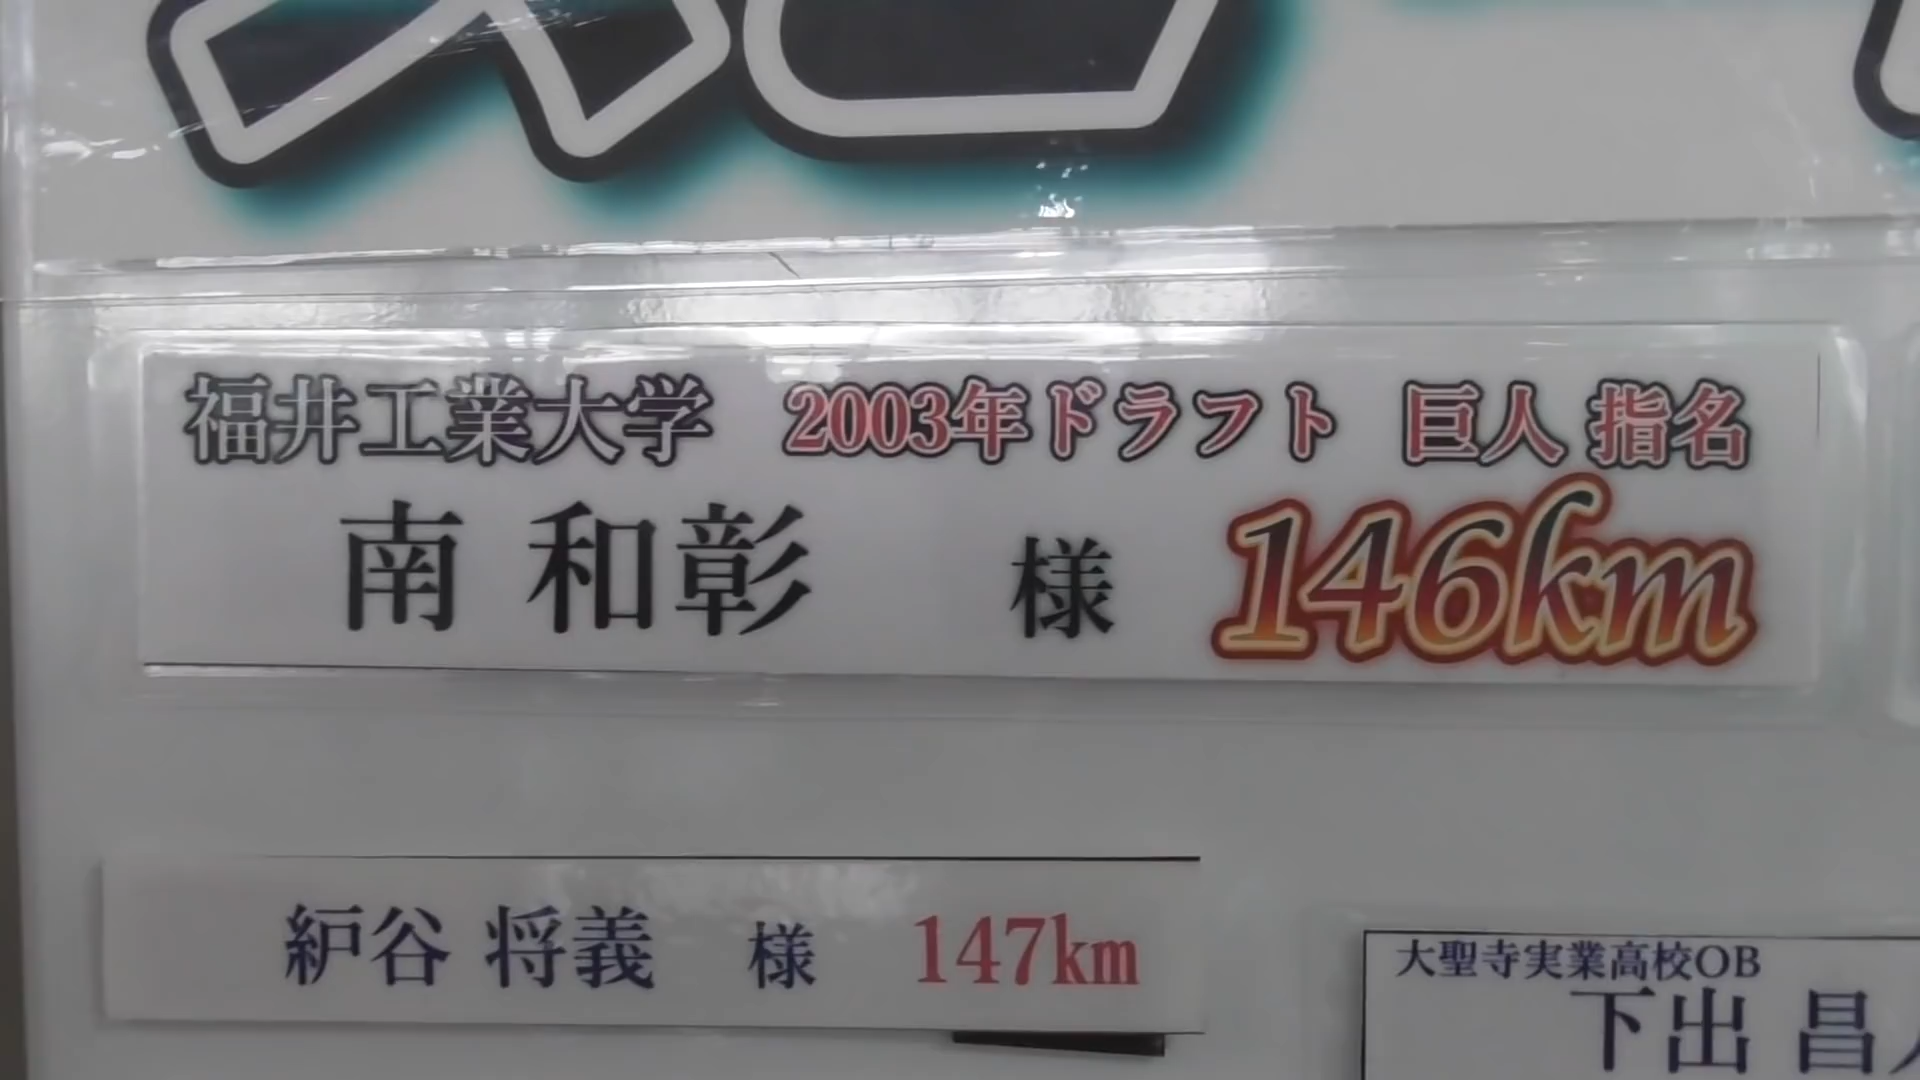 福井工業大学 2003年ドラフト 巨人 指名
南 和彰 様 146km
紵谷 将義 様 147km
大聖寺実業高校OB
下出 昌